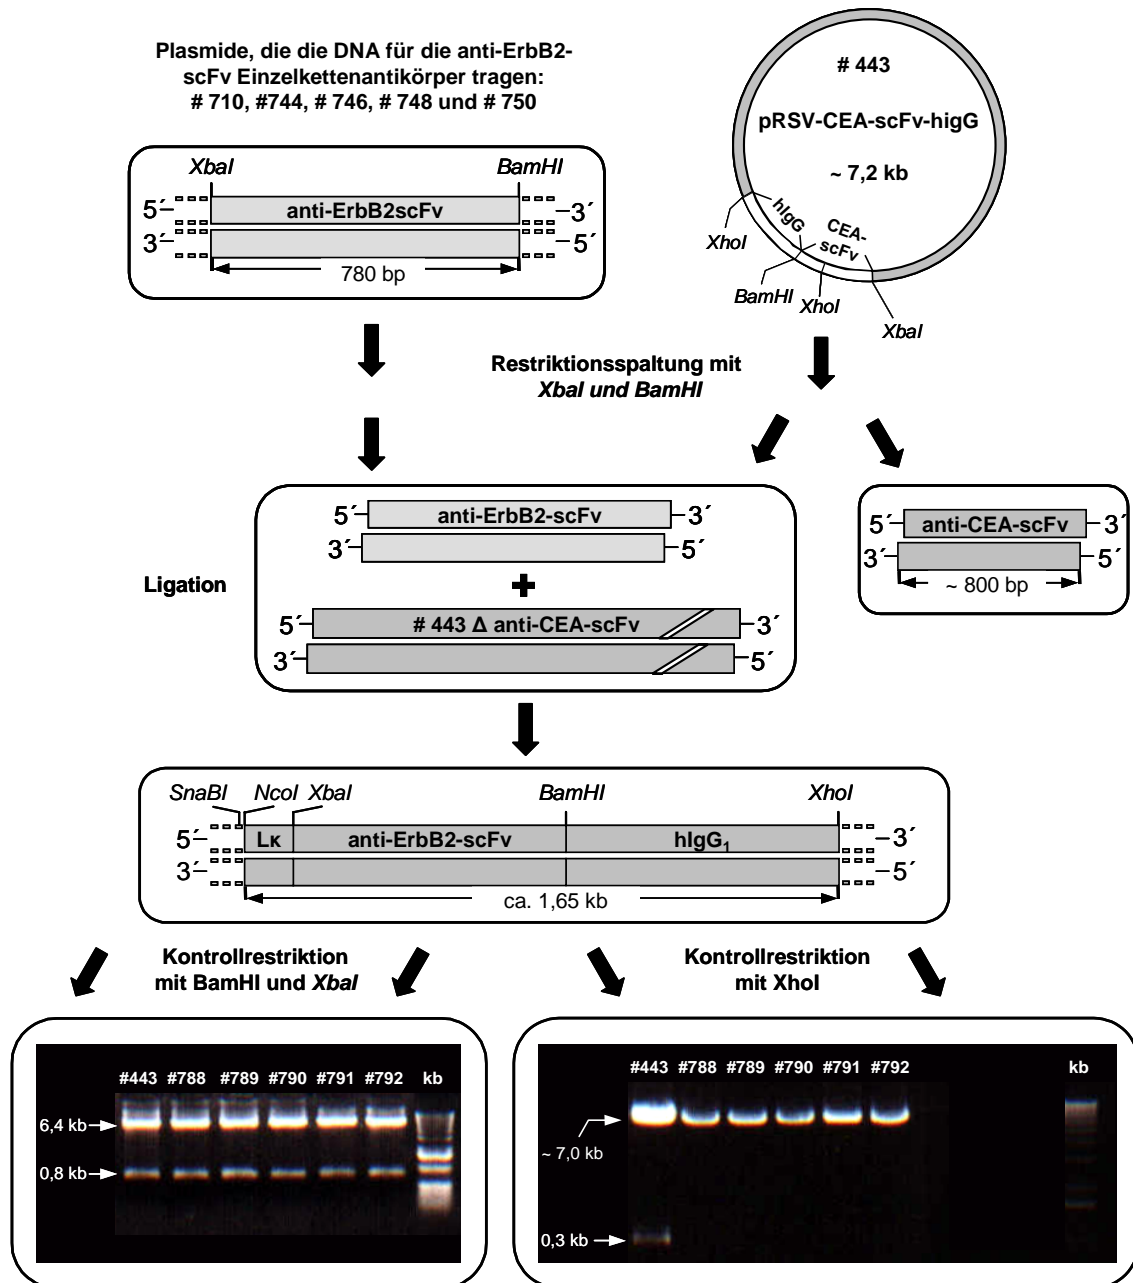 Plasmide, die die DNA für die anti-ErbB2-
scFv Einzelkettenantikörper tragen:
# 710, #744, # 746, # 748 und # 750
# 443
pRSV-CEA-scFv-higG
~ 7,2 kb
hIgG
CEA-
scFv
XhoI
BamHI
XhoI
XbaI
XbaI
BamHI
5´
anti-ErbB2scFv
3´
3´
5´
780 bp
Restriktionsspaltung mit
XbaI und BamHI
Ligation
5´
anti-ErbB2-scFv
3´
3´
5´
+
5´
# 443 Δ anti-CEA-scFv
3´
3´
5´
5´
anti-CEA-scFv
3´
3´
5´
~ 800 bp
SnaBI
NcoI
XbaI
BamHI
XhoI
5´
Lκ
anti-ErbB2-scFv
hIgG1
3´
3´
5´
ca. 1,65 kb
Kontrollrestriktion
mit BamHI und XbaI
Kontrollrestriktion
mit XhoI
#443 #788 #789 #790 #791 #792 kb
6,4 kb
0,8 kb
#443 #788 #789 #790 #791 #792 kb
~ 7,0 kb
0,3 kb